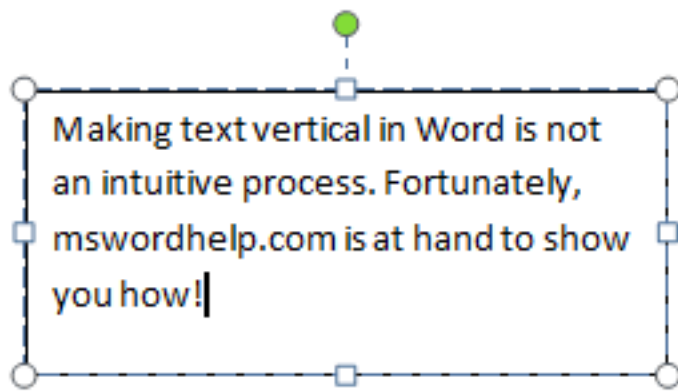 Making text vertical in Word is not
an intuitive process. Fortunately,
mswordhelp.com is at hand to show
you how!